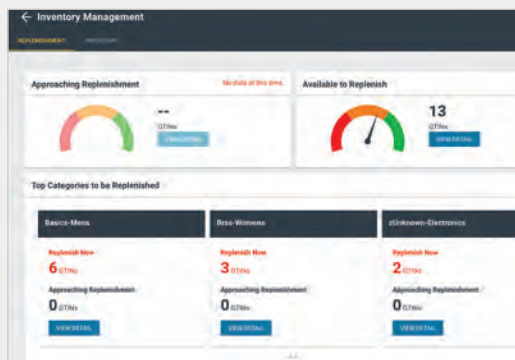 Inventory Management
REPLENISHMENT
Approaching Replenishment No data at this time.
--
GTINs
VIEW DETAIL
Available to Replenish
13
GTINs
VIEW DETAIL
Top Categories to be Replenished
Basics-Mens
Replenish Now
6 GTINs
Approaching Replenishment
0 GTINs
VIEW DETAIL
Bras-Womens
Replenish Now
3 GTINs
Approaching Replenishment
0 GTINs
VIEW DETAIL
zUnknown-Electronics
Replenish Now
2 GTINs
Approaching Replenishment
0 GTINs
VIEW DETAIL